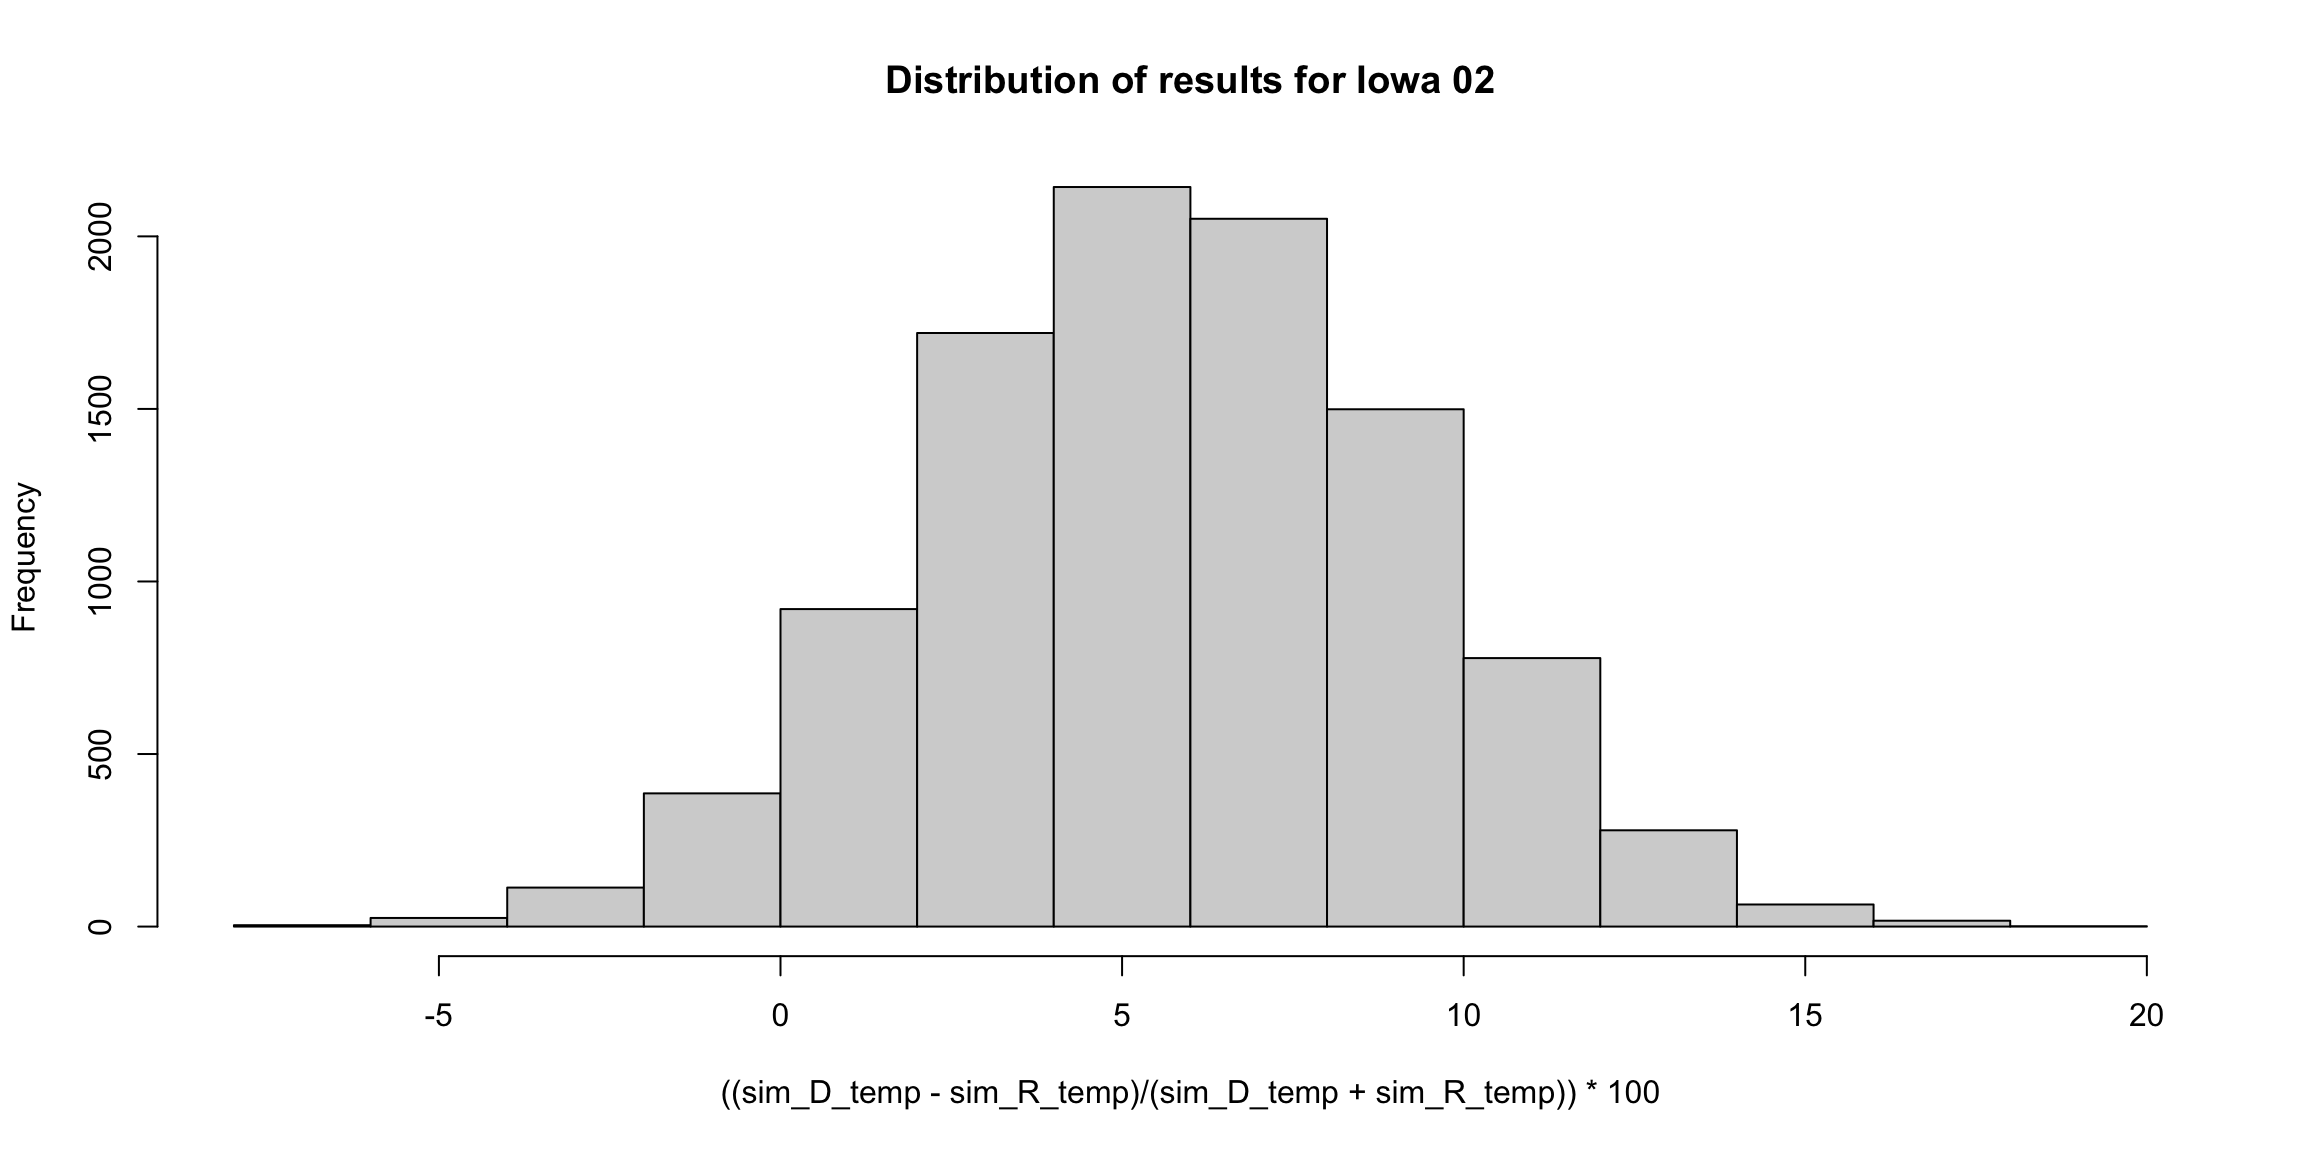 Distribution of results for Iowa 02
Frequency
2000
1500
1000
500
0
-5 0 5 10 15 20
((sim_D_temp - sim_R_temp)/(sim_D_temp + sim_R_temp)) * 100